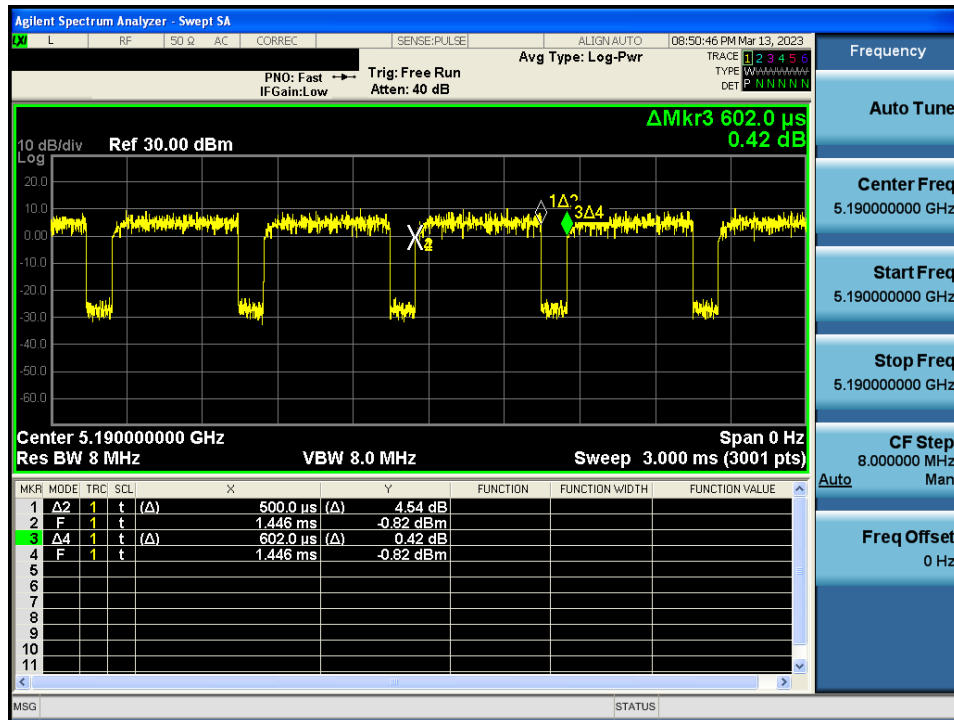 Agilent Spectrum Analyzer - Swept SA
LXI L RF 50 Ω AC CORREC SENSE:PULSE ALIGN AUTO 08:50:46 PM Mar 13, 2023
Frequency
Avg Type: Log-Pwr
TRACE 1 2 3 4 5 6
PNO: Fast
Trig: Free Run
TYPE
IFGain:Low
Atten: 40 dB
DET P N N N N N
Auto Tune
ΔMkr3 602.0 µs
0.42 dB
10 dB/div
Ref 30.00 dBm
Log
20.0
10.0
0.00
-10.0
-20.0
-30.0
-40.0
-50.0
-60.0
3Δ4
Center Freq
5.190000000 GHz
Start Freq
5.190000000 GHz
Stop Freq
5.190000000 GHz
Center 5.190000000 GHz
Span 0 Hz
Res BW 8 MHz
VBW 8.0 MHz
Sweep 3.000 ms (3001 pts)
CF Step
8.000000 MHz
Auto Man
MKR MODE TRC SCL X Y FUNCTION FUNCTION WIDTH FUNCTION VALUE
1 Δ2 1 t (Δ) 500.0 µs (Δ) 4.54 dB
2 F 1 t 1.446 ms -0.82 dBm
3 Δ4 1 t (Δ) 602.0 µs (Δ) 0.42 dB
4 F 1 t 1.446 ms -0.82 dBm
5
6
7
8
9
10
11
Freq Offset
0 Hz
MSG
STATUS